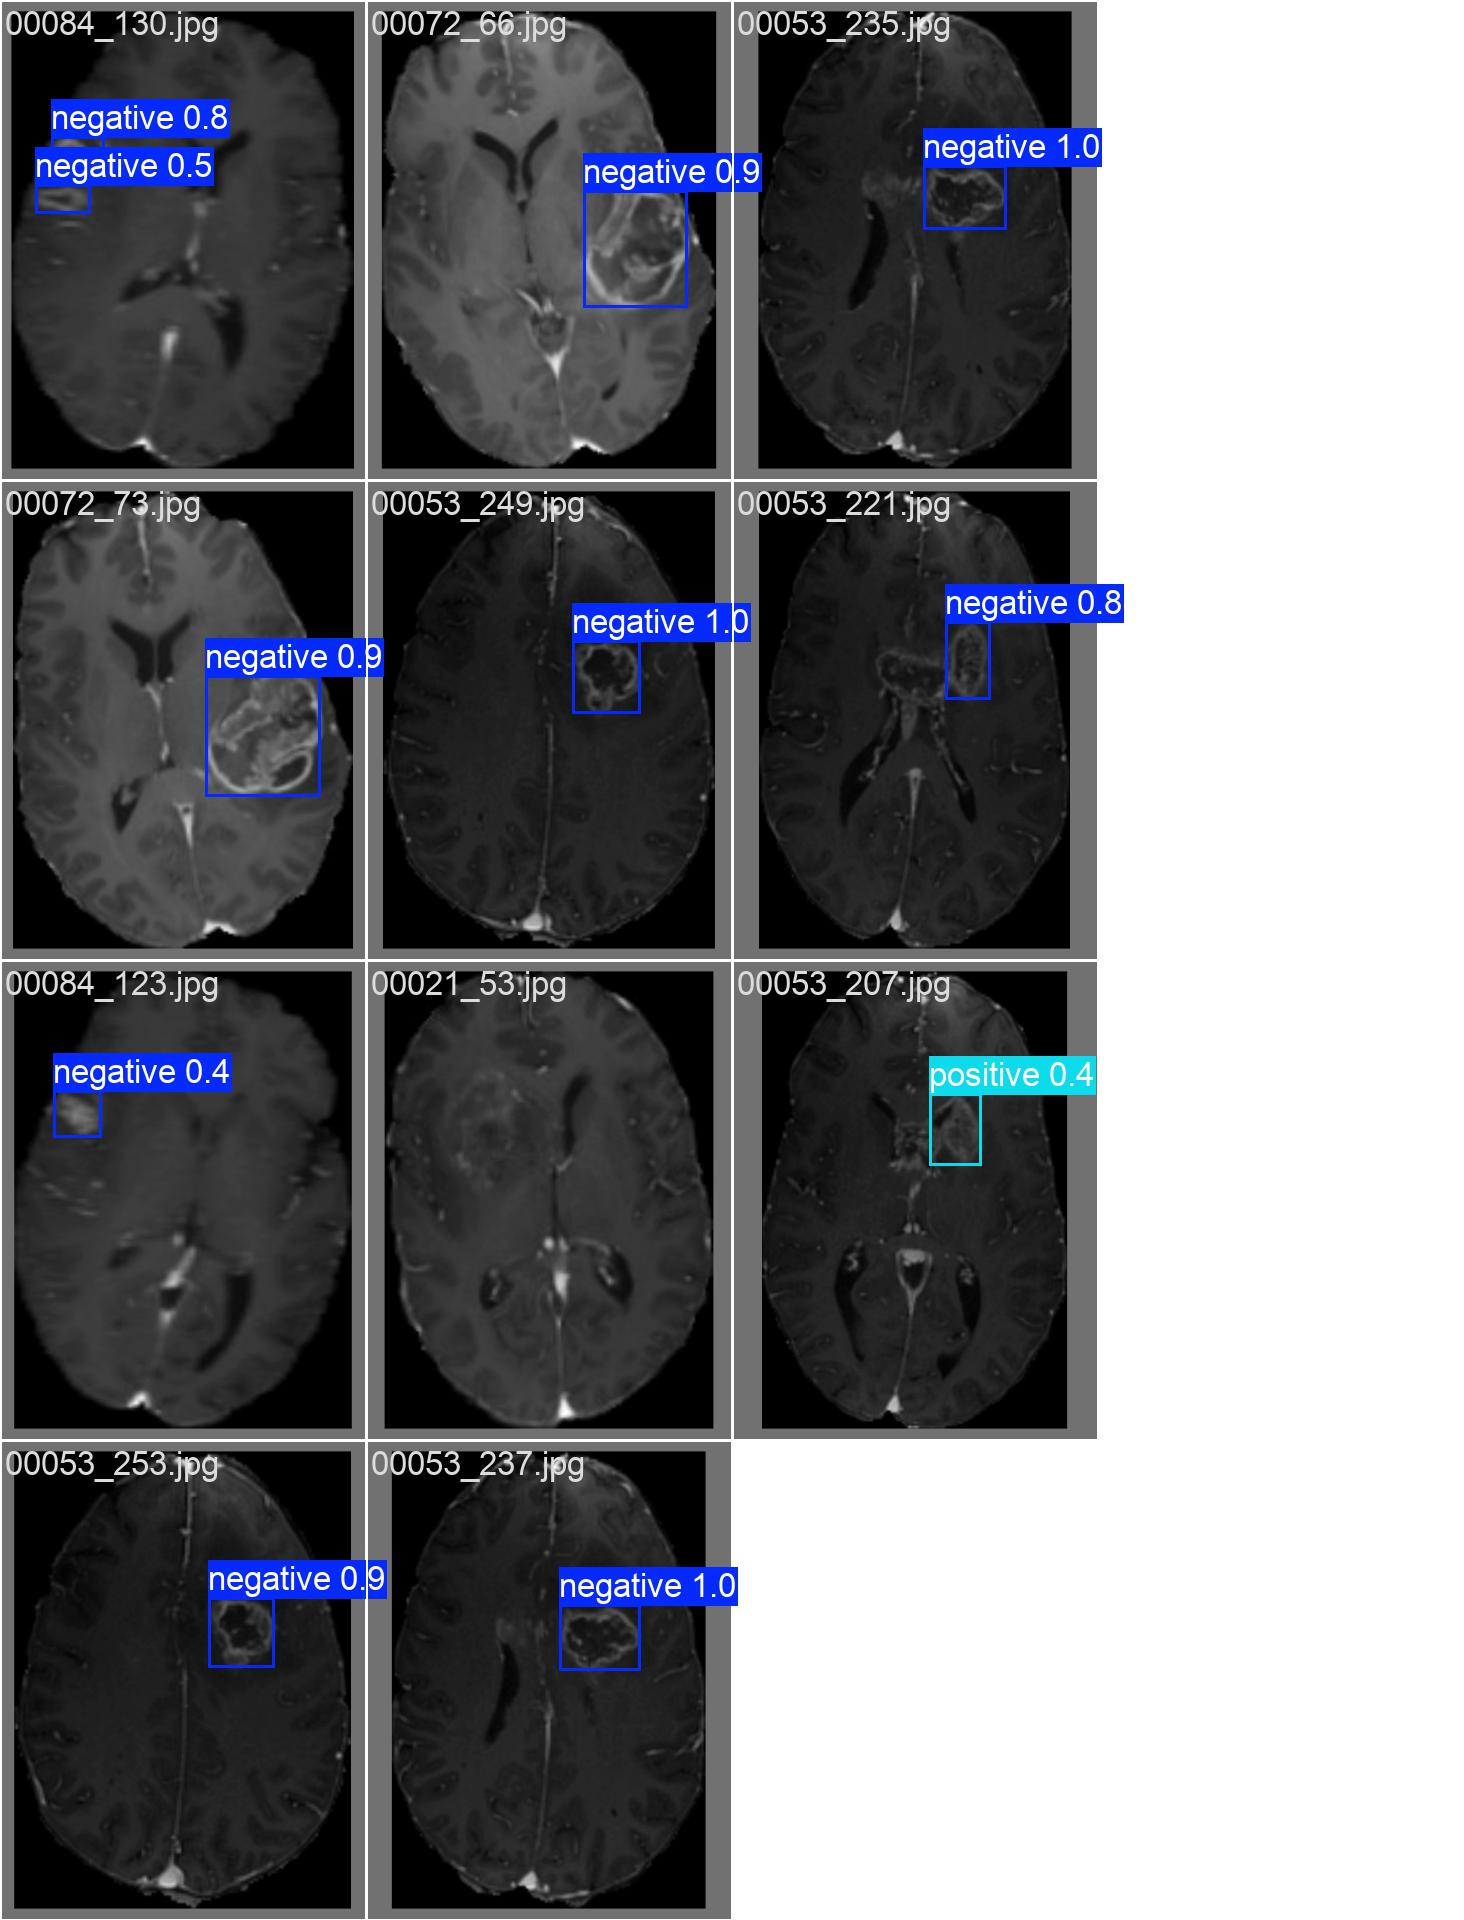 00084_130.jpg
negative 0.8
negative 0.5
00072_66.jpg
negative 0.9
00053_235.jpg
negative 1.0
00072_73.jpg
negative 0.9
00053_249.jpg
negative 1.0
00053_221.jpg
negative 0.8
00084_123.jpg
negative 0.4
00021_53.jpg
00053_207.jpg
positive 0.4
00053_253.jpg
negative 0.9
00053_237.jpg
negative 1.0